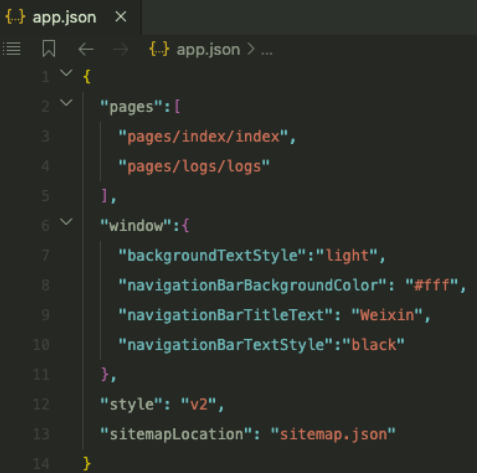 {..} app.json ×
{..} app.json > ...
1 {
2 "pages":[
3 "pages/index/index",
4 "pages/logs/logs"
5 ],
6 "window":{
7 "backgroundTextStyle":"light",
8 "navigationBarBackgroundColor": "#fff",
9 "navigationBarTitleText": "Weixin",
10 "navigationBarTextStyle":"black"
11 },
12 "style": "v2",
13 "sitemapLocation": "sitemap.json"
14 }